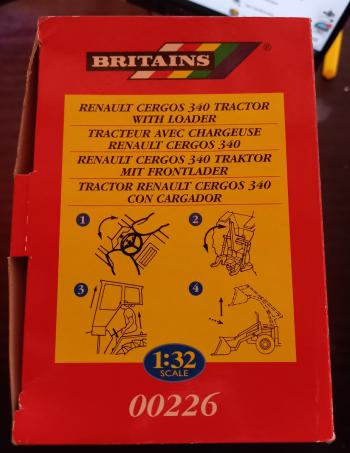 BRITAINS ®
RENAULT CERGOS 340 TRACTOR
WITH LOADER
TRACTEUR AVEC CHARGEUSE
RENAULT CERGOS 340
RENAULT CERGOS 340 TRAKTOR
MIT FRONTLADER
TRACTOR RENAULT CERGOS 340
CON CARGADOR
1 2
3 4
1:32
SCALE
00226